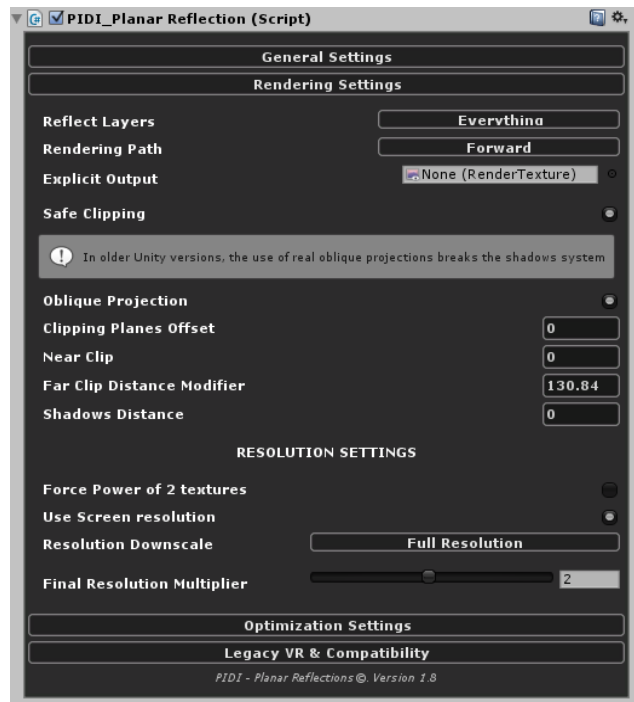 PIDI_Planar Reflection (Script)
General Settings
Rendering Settings
Reflect Layers Everything
Rendering Path Forward
Explicit Output None (RenderTexture)
Safe Clipping
In older Unity versions, the use of real oblique projections breaks the shadows system
Oblique Projection
Clipping Planes Offset 0
Near Clip 0
Far Clip Distance Modifier 130.84
Shadows Distance 0
RESOLUTION SETTINGS
Force Power of 2 textures
Use Screen resolution
Resolution Downscale Full Resolution
Final Resolution Multiplier 2
Optimization Settings
Legacy VR & Compatibility
PIDI - Planar Reflections©. Version 1.8